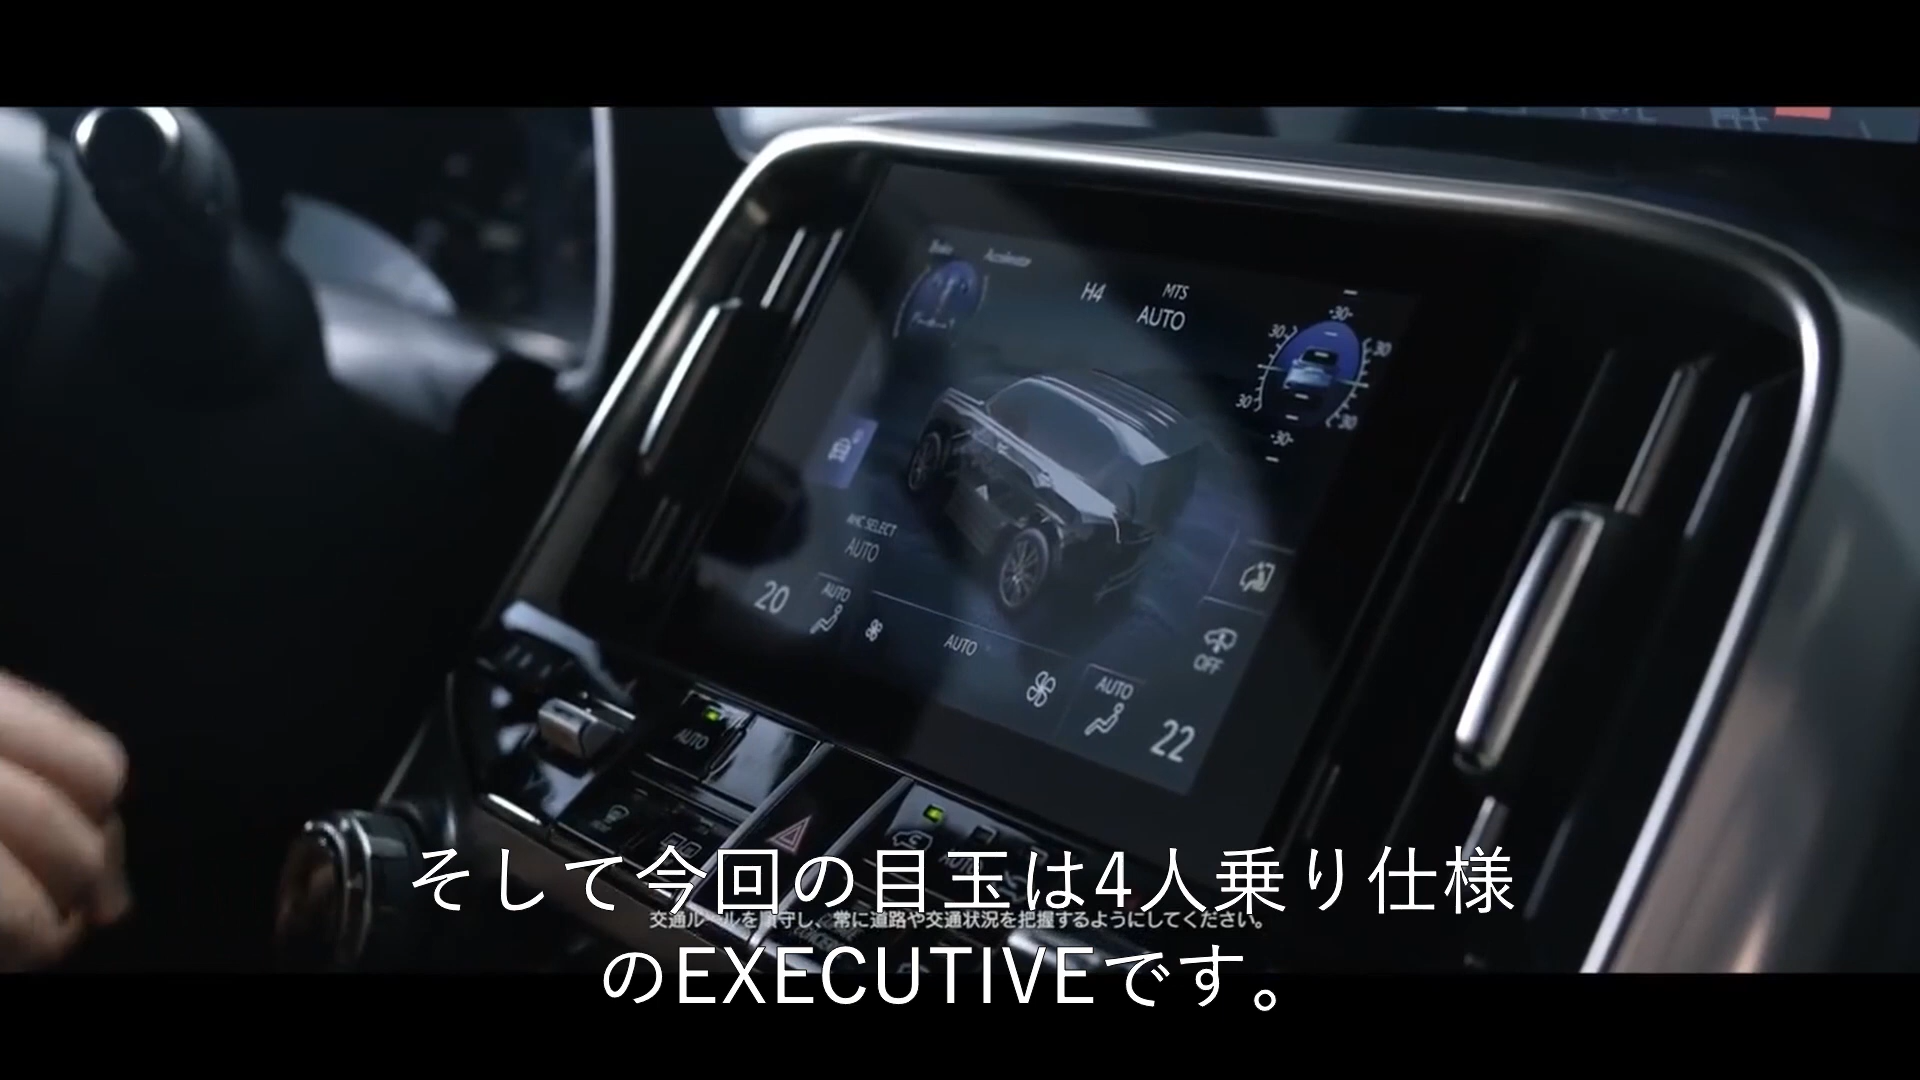 Accelerator
H4
MTS
AUTO
-30-
30
30
30
30
-30-
AHC SELECT
AUTO
20
AUTO
AUTO
OFF
AUTO
22
AUTO
そして今回の目玉は4人乗り仕様
交通ルールを遵守し、常に道路や交通状況を把握するようにしてください。
のEXECUTIVEです。